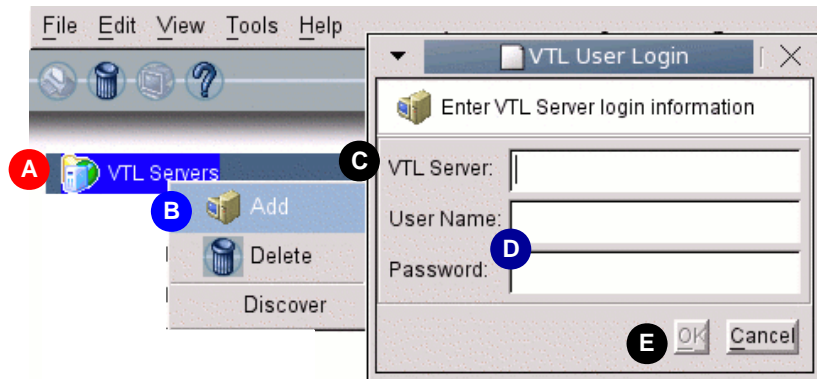 File Edit View Tools Help
VTL User Login
Enter VTL Server login information
A
VTL Servers
B
Add
Delete
Discover
C
VTL Server:
User Name:
D
Password:
E
OK Cancel